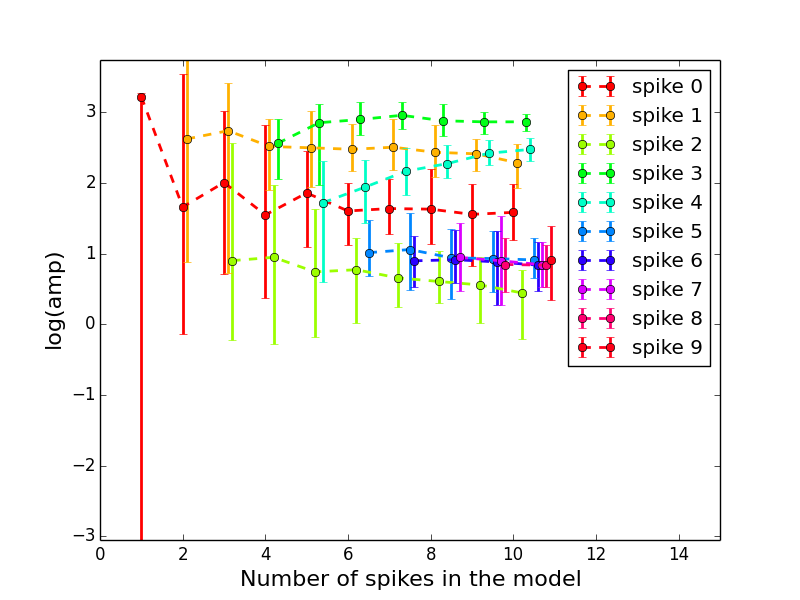 3
2
1
0
−1
−2
−3
0 2 4 6 8 10 12 14
log(amp)
Number of spikes in the model
spike 0
spike 1
spike 2
spike 3
spike 4
spike 5
spike 6
spike 7
spike 8
spike 9